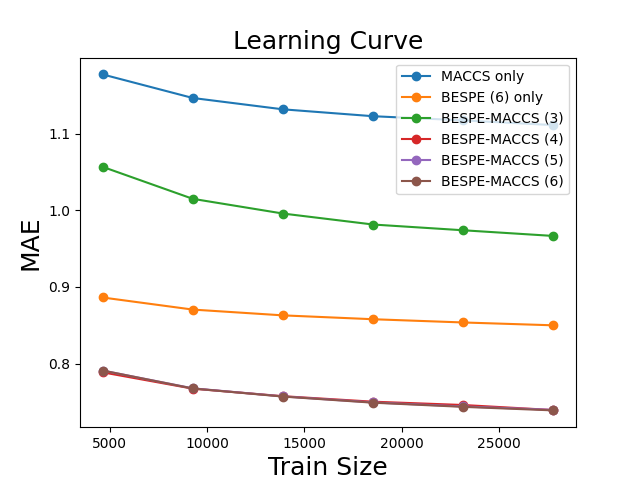 Learning Curve
MACCS only
BESPE (6) only
BESPE-MACCS (3)
BESPE-MACCS (4)
BESPE-MACCS (5)
BESPE-MACCS (6)
MAE
1.1
1.0
0.9
0.8
5000 10000 15000 20000 25000
Train Size